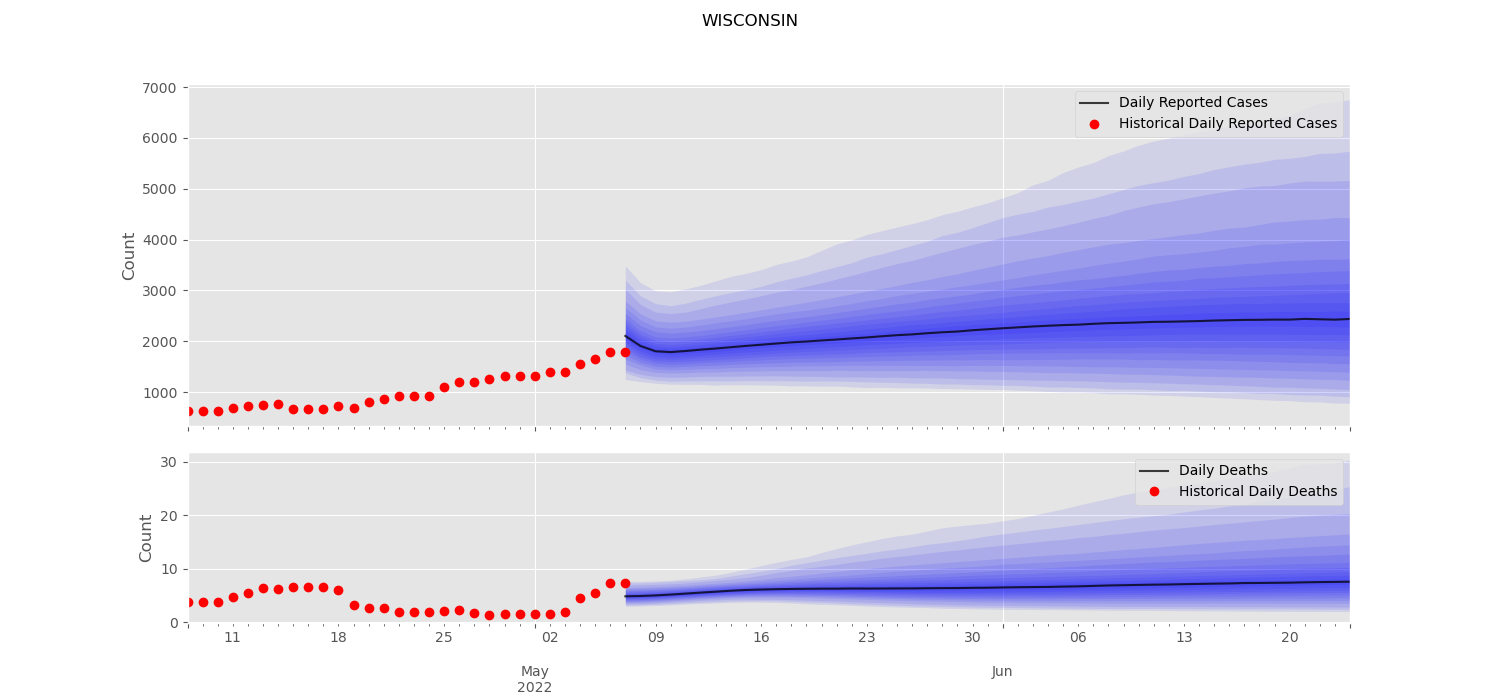 WISCONSIN
7000
6000
5000
4000
3000
2000
1000
Count
Daily Reported Cases
Historical Daily Reported Cases
30
20
10
0
Count
Daily Deaths
Historical Daily Deaths
11 18 25 02 09 16 23 30 06 13 20
May Jun
2022